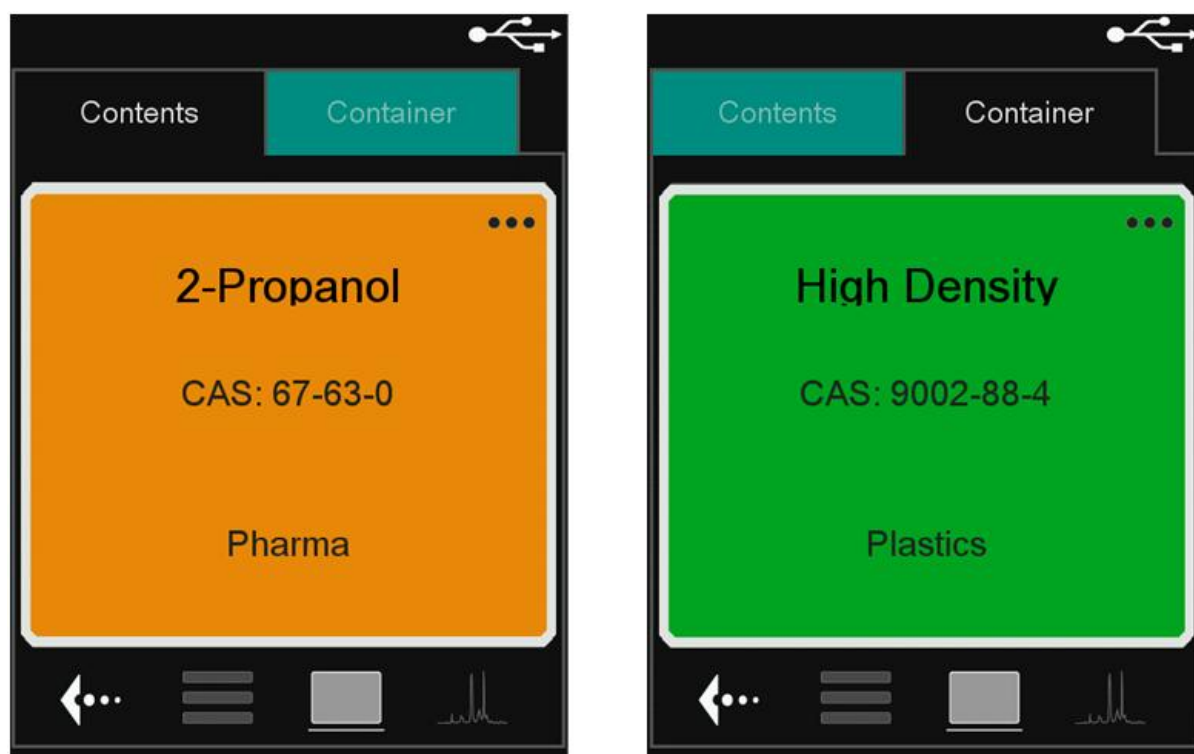 Contents
Container
2-Propanol
CAS: 67-63-0
Pharma
Contents
Container
High Density
CAS: 9002-88-4
Plastics